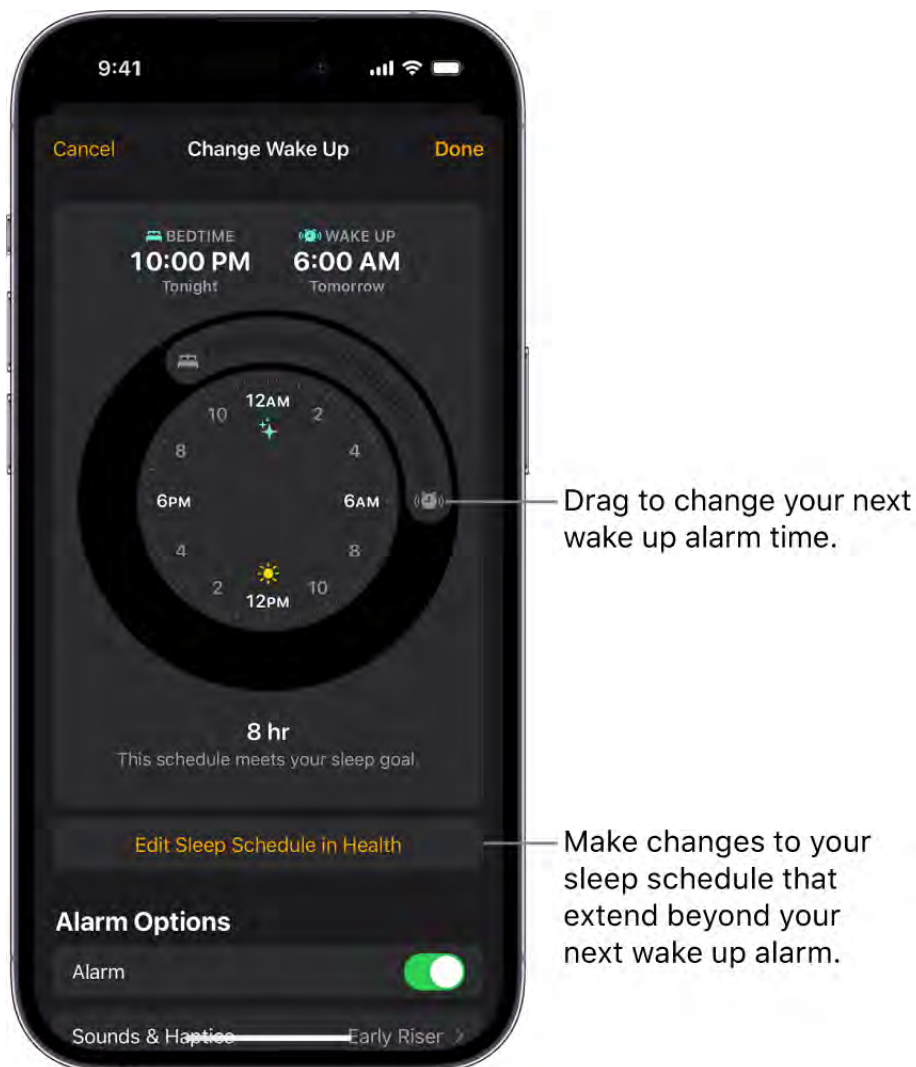 9:41
Cancel Change Wake Up Done
BEDTIME WAKE UP
10:00 PM 6:00 AM
Tonight Tomorrow
12AM
10 2
8 4
6PM 6AM
4 8
2 10
12PM
Drag to change your next
wake up alarm time.
8 hr
This schedule meets your sleep goal
Edit Sleep Schedule in Health
Make changes to your
sleep schedule that
extend beyond your
next wake up alarm.
Alarm Options
Alarm
Sounds & Haptics Early Riser